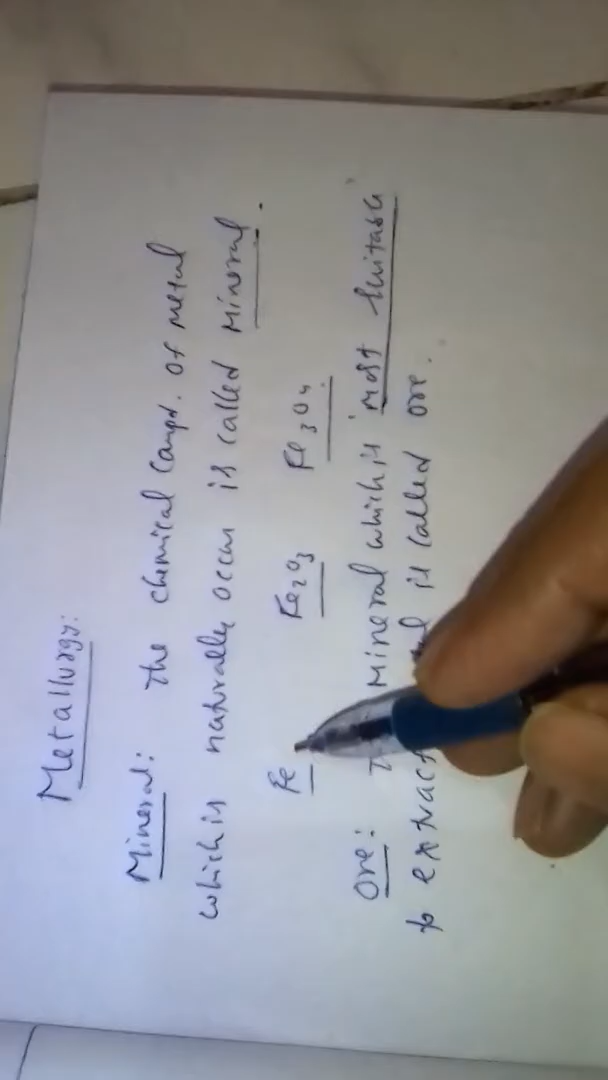 Metallurgy:
Mineral: The chemical Compd. of metal
which is naturally occur is called Mineral.
Fe Fe2O3 Fe3O4
Ore: Mineral which is 'most suitable'
to extract is called ore.